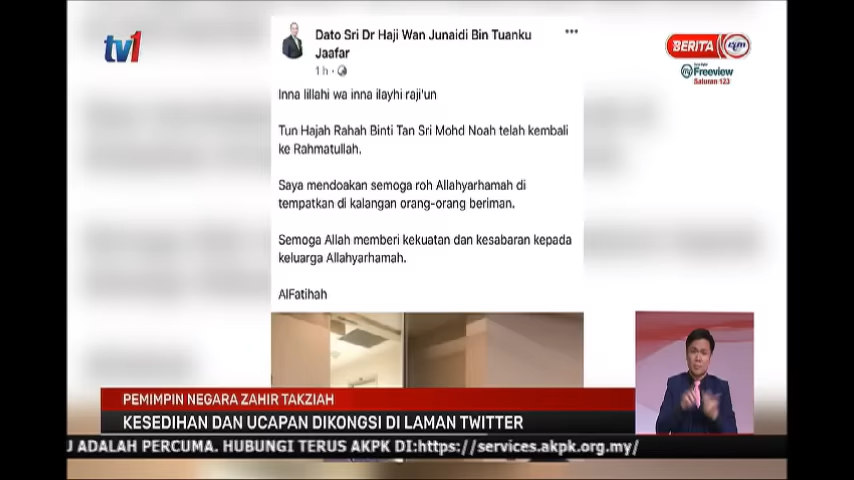 tv1
Dato Sri Dr Haji Wan Junaidi Bin Tuanku
Jaafar
1 h
BERITA rtm
myFreeview
Saluran 123
Inna lillahi wa inna ilayhi raji'un
Tun Hajah Rahah Binti Tan Sri Mohd Noah telah kembali
ke Rahmatullah.
Saya mendoakan semoga roh Allahyarhamah di
tempatkan di kalangan orang-orang beriman.
Semoga Allah memberi kekuatan dan kesabaran kepada
keluarga Allahyarhamah.
AlFatihah
PEMIMPIN NEGARA ZAHIR TAKZIAH
KESEDIHAN DAN UCAPAN DIKONGSI DI LAMAN TWITTER
U ADALAH PERCUMA. HUBUNGI TERUS AKPK DI:https://services.akpk.org.my/